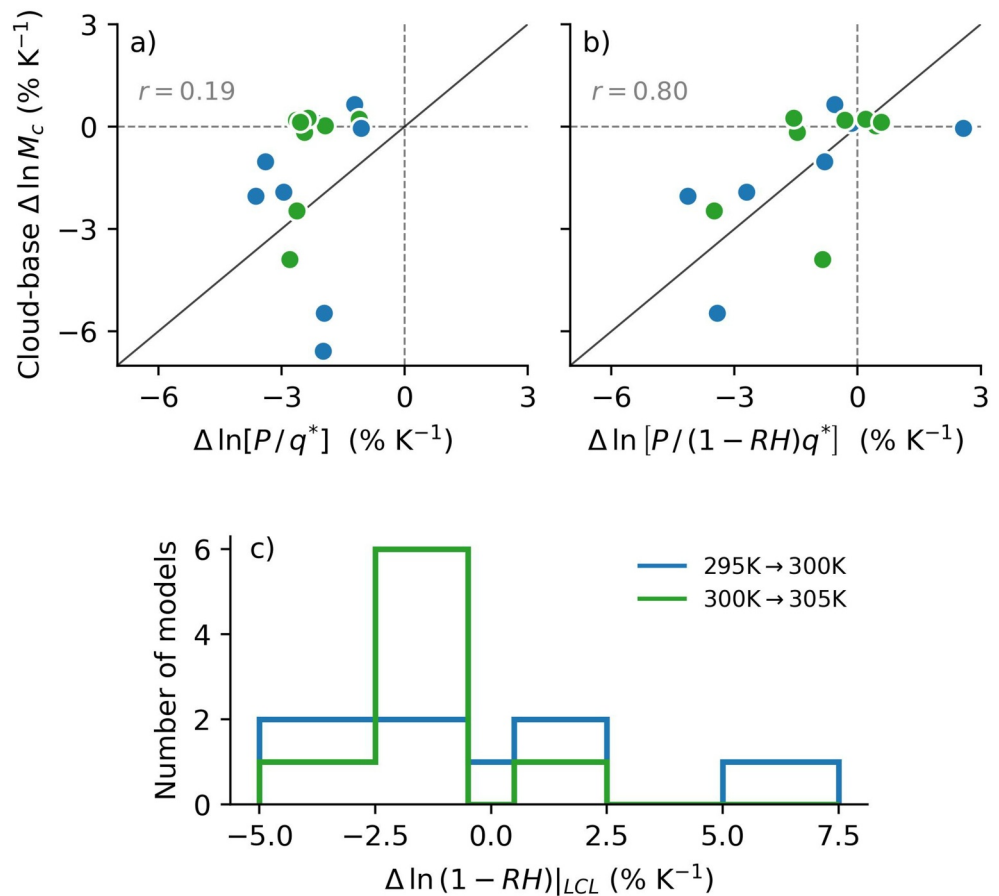 a)
r = 0.19
3
0
−3
−6
Cloud-base Δ ln M_c (% K⁻¹)
−6 −3 0 3
Δ ln[P/q*] (% K⁻¹)
b)
r = 0.80
−6 −3 0 3
Δ ln [P/(1 − RH)q*] (% K⁻¹)
c)
6
4
2
0
Number of models
295K → 300K
300K → 305K
−5.0 −2.5 0.0 2.5 5.0 7.5
Δ ln (1 − RH)|_LCL (% K⁻¹)